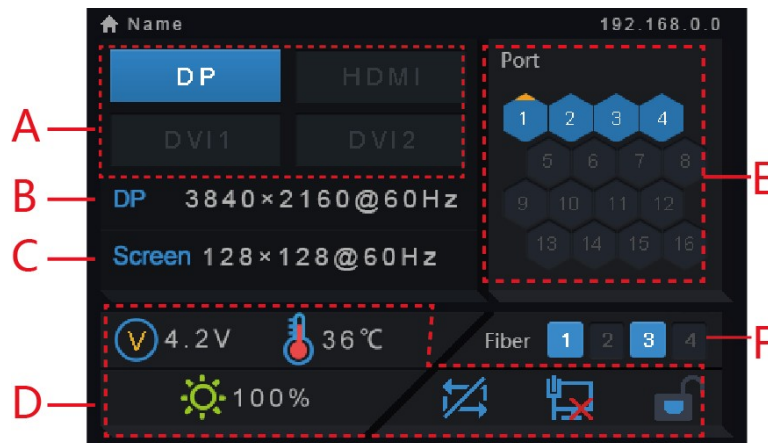 Name 192.168.0.0
A
DP HDMI
DVI1 DVI2
B
DP 3840×2160@60Hz
C
Screen 128×128@60Hz
Port
1 2 3 4
5 6 7 8
9 10 11 12
13 14 15 16
E
V 4.2V 36℃
Fiber 1 2 3 4
F
D
100%